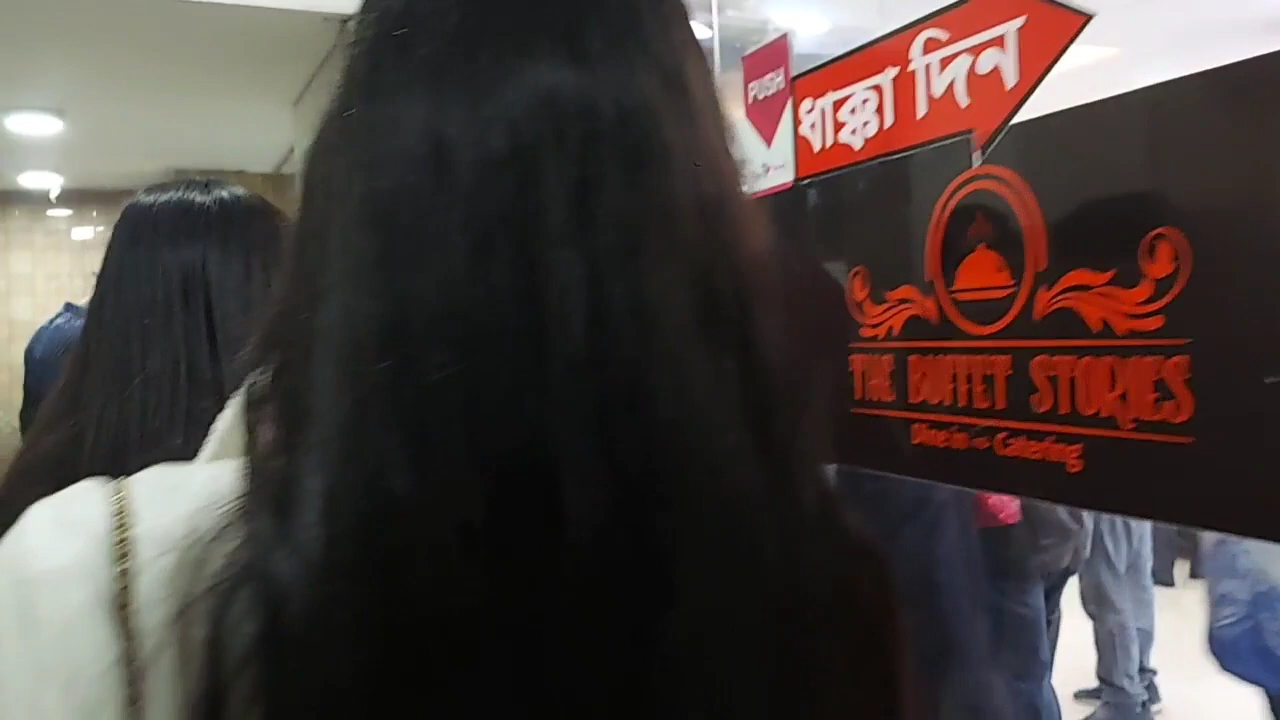 PUSH
ধাক্কা দিন
THE BUFFET STORIES
Dine in
Catering